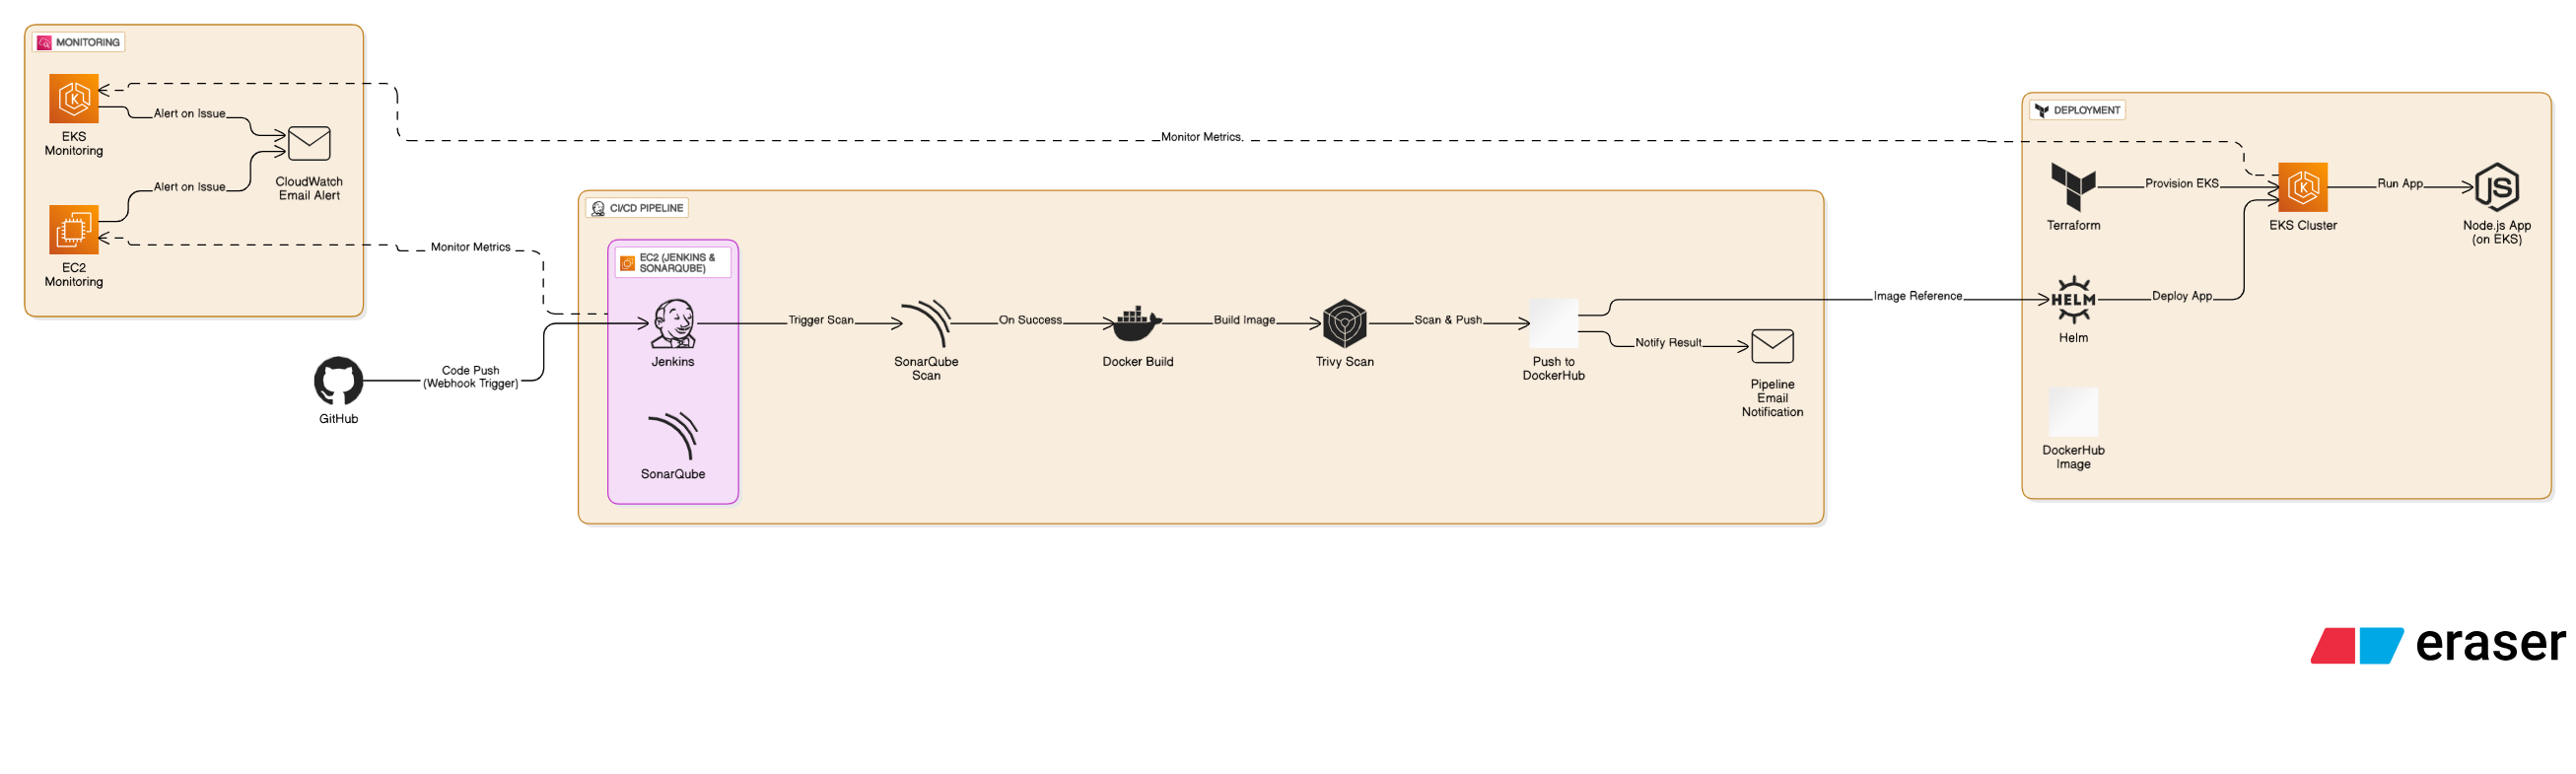 MONITORING
EKS
Monitoring
Alert on Issue
CloudWatch
Email Alert
Alert on Issue
EC2
Monitoring
Monitor Metrics
Monitor Metrics
GitHub
Code Push
(Webhook Trigger)
CI/CD PIPELINE
EC2 (JENKINS &
SONARQUBE)
Jenkins
SonarQube
Trigger Scan
SonarQube
Scan
On Success
Docker Build
Build Image
Trivy Scan
Scan & Push
Push to
DockerHub
Notify Result
Pipeline
Email
Notification
Image Reference
DEPLOYMENT
Terraform
Provision EKS
EKS Cluster
Run App
JS
Node.js App
(on EKS)
HELM
Helm
Deploy App
DockerHub
Image
eraser